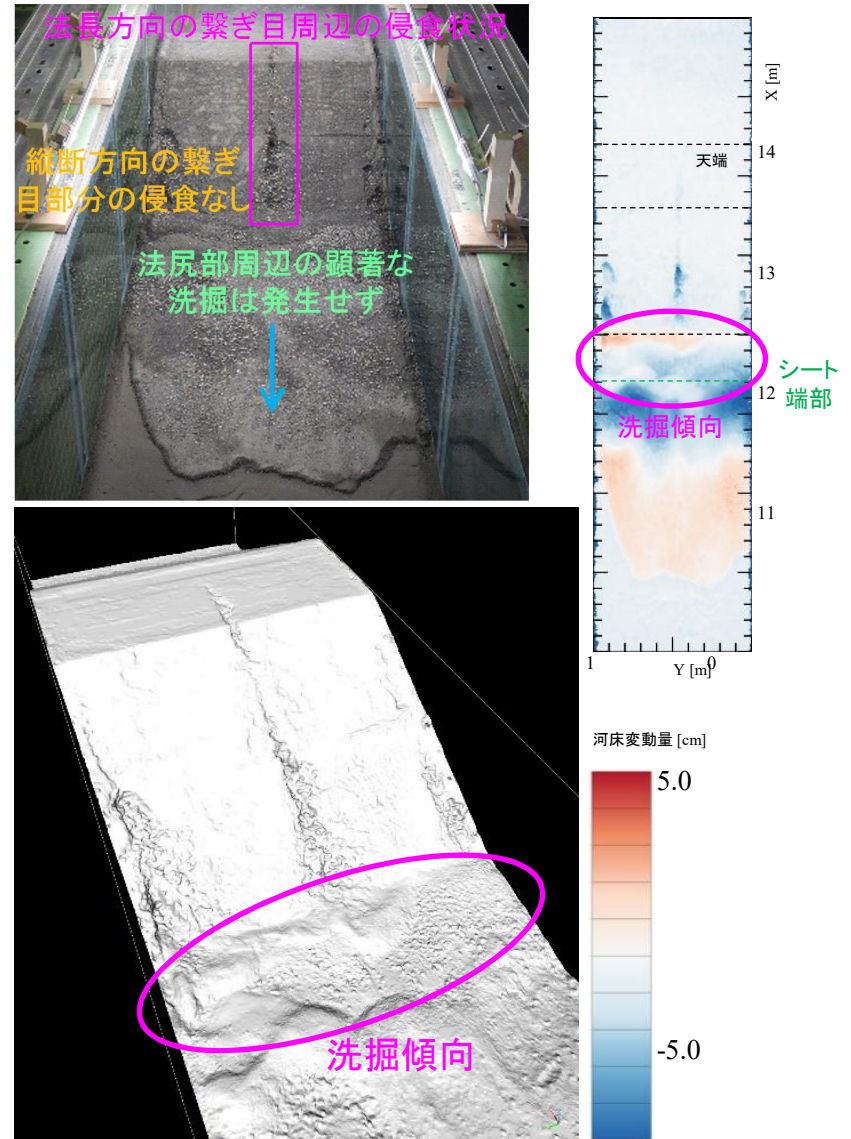 法長方向の繋ぎ目周辺の侵食状況
縦断方向の繋ぎ
目部分の侵食なし
法尻部周辺の顕著な
洗掘は発生せず
X [m]
14
天端
13
シート
端部
12
洗掘傾向
11
1
0
Y [m]
河床変動量 [cm]
5.0
-5.0
洗掘傾向